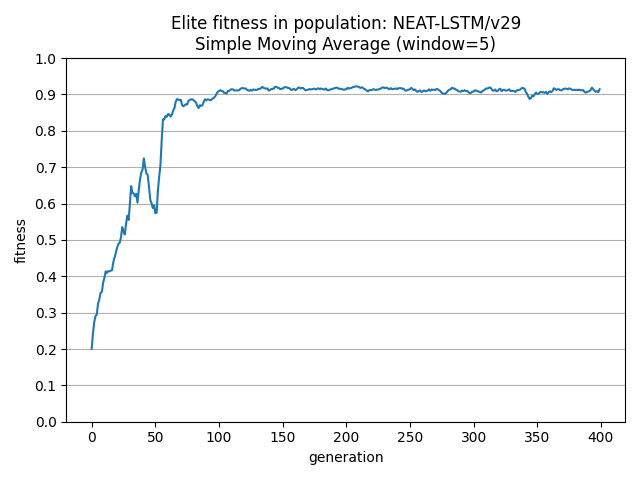 Elite fitness in population: NEAT-LSTM/v29
Simple Moving Average (window=5)
1.0
0.9
0.8
0.7
0.6
0.5
0.4
0.3
0.2
0.1
0.0
fitness
0 50 100 150 200 250 300 350 400
generation